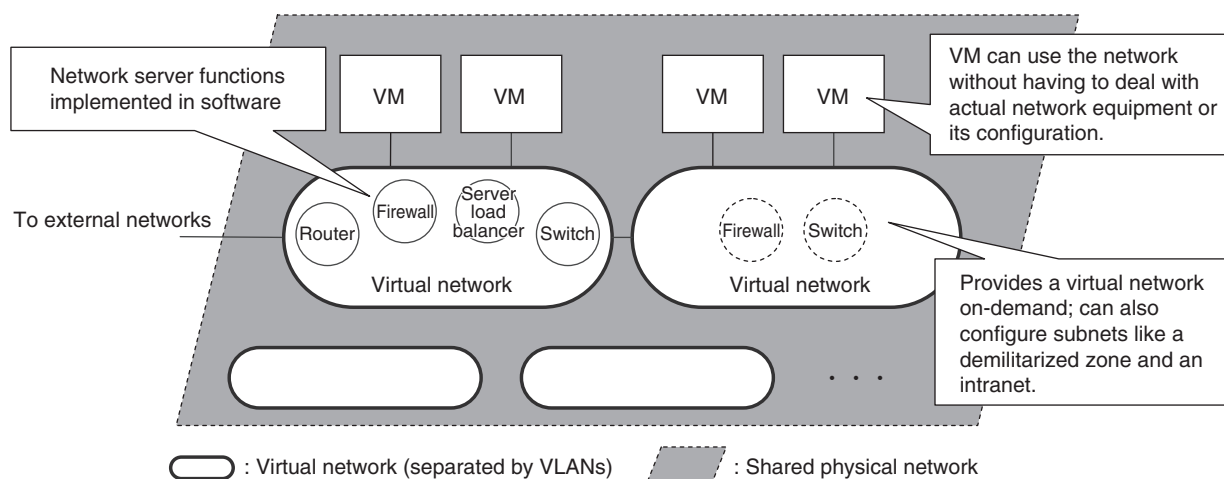 Network server functions
implemented in software
VM
VM
VM
VM
VM can use the network
without having to deal with
actual network equipment or
its configuration.
To external networks
Router
Firewall
Server
load
balancer
Switch
Virtual network
Firewall
Switch
Virtual network
Provides a virtual network
on-demand; can also
configure subnets like a
demilitarized zone and an
intranet.
. . .
: Virtual network (separated by VLANs)
: Shared physical network